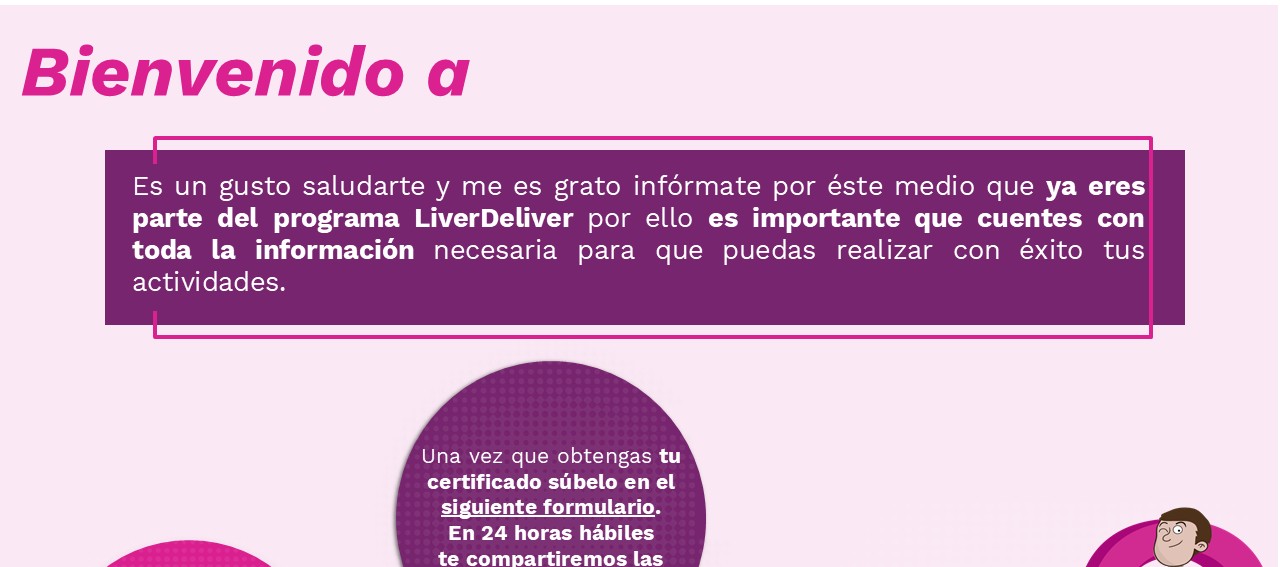 Bienvenido a
Es un gusto saludarte y me es grato infórmate por éste medio que ya eres
parte del programa LiverDeliver por ello es importante que cuentes con
toda la información necesaria para que puedas realizar con éxito tus
actividades.
Una vez que obtengas tu
certificado súbelo en el
siguiente formulario.
En 24 horas hábiles
te compartiremos las